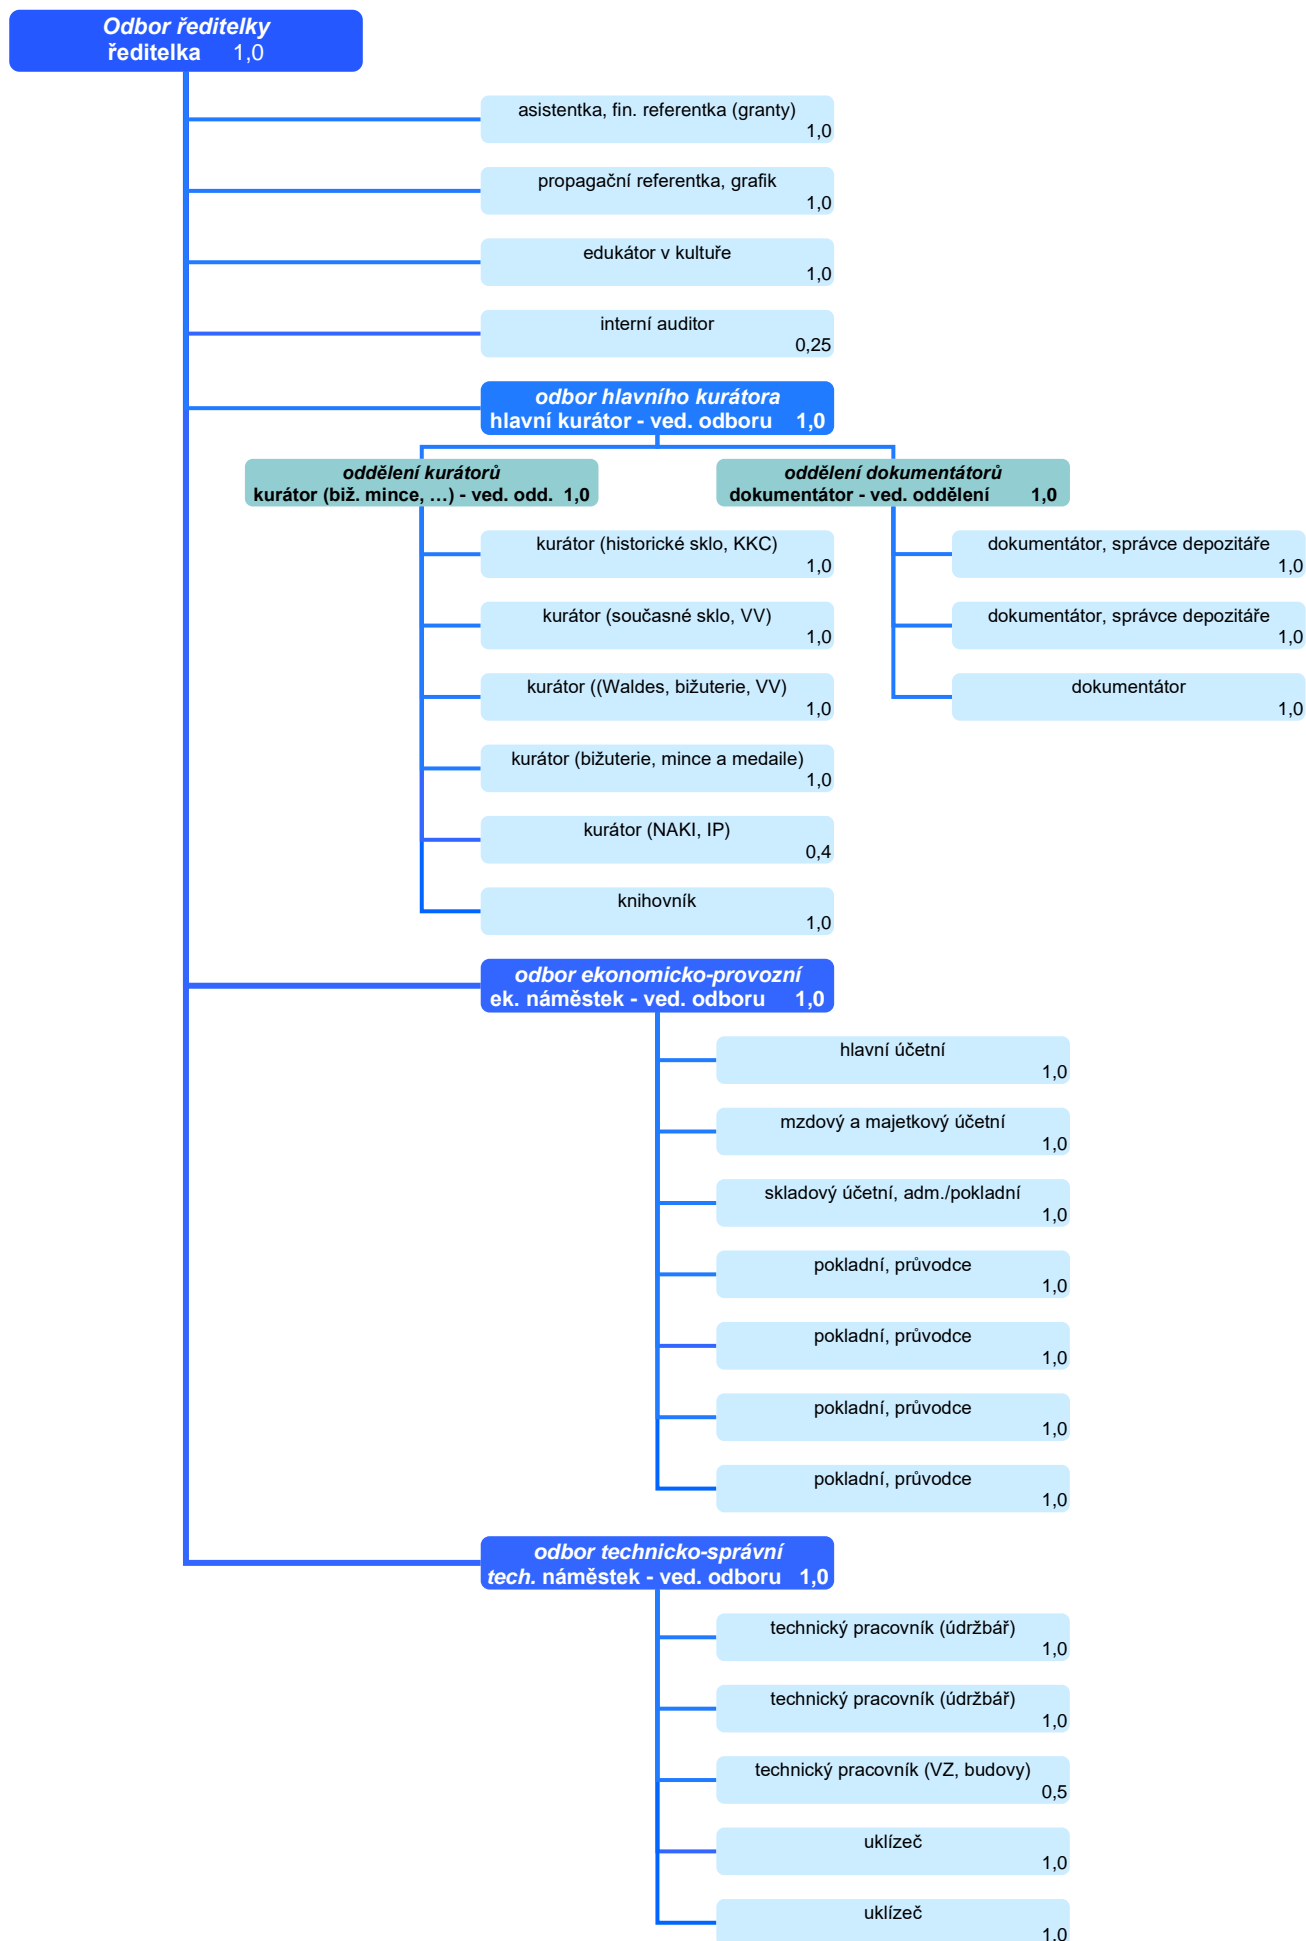 Odbor ředitelky
ředitelka 1,0
asistentka, fin. referentka (granty)
1,0
propagační referentka, grafik
1,0
edukátor v kultuře
1,0
interní auditor
0,25
odbor hlavního kurátora
hlavní kurátor - ved. odboru 1,0
oddělení kurátorů
kurátor (biž. mince, …) - ved. odd. 1,0
oddělení dokumentátorů
dokumentátor - ved. oddělení 1,0
kurátor (historické sklo, KKC)
1,0
dokumentátor, správce depozitáře
1,0
kurátor (současné sklo, VV)
1,0
dokumentátor, správce depozitáře
1,0
kurátor ((Waldes, bižuterie, VV)
1,0
dokumentátor
1,0
kurátor (bižuterie, mince a medaile)
1,0
kurátor (NAKI, IP)
0,4
knihovník
1,0
odbor ekonomicko-provozní
ek. náměstek - ved. odboru 1,0
hlavní účetní
1,0
mzdový a majetkový účetní
1,0
skladový účetní, adm./pokladní
1,0
pokladní, průvodce
1,0
pokladní, průvodce
1,0
pokladní, průvodce
1,0
pokladní, průvodce
1,0
odbor technicko-správní
tech. náměstek - ved. odboru 1,0
technický pracovník (údržbář)
1,0
technický pracovník (údržbář)
1,0
technický pracovník (VZ, budovy)
0,5
uklízeč
1,0
uklízeč
1,0